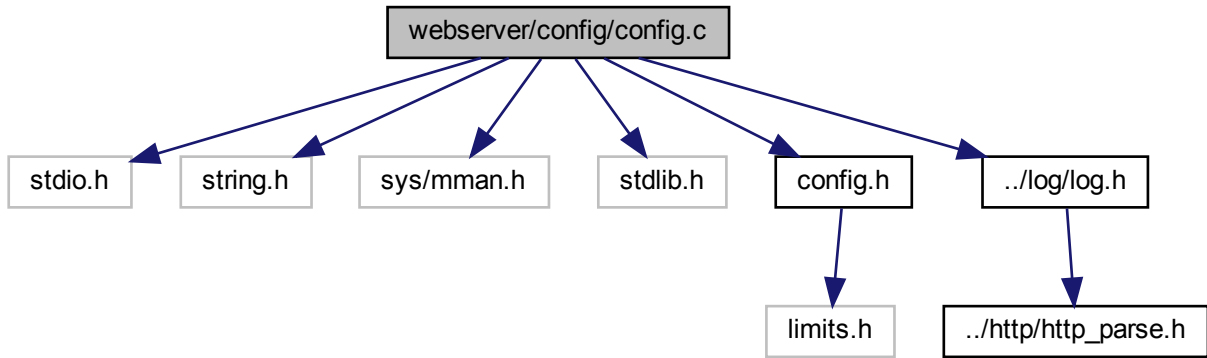 webserver/config/config.c
stdio.h
string.h
sys/mman.h
stdlib.h
config.h
../log/log.h
limits.h
../http/http_parse.h